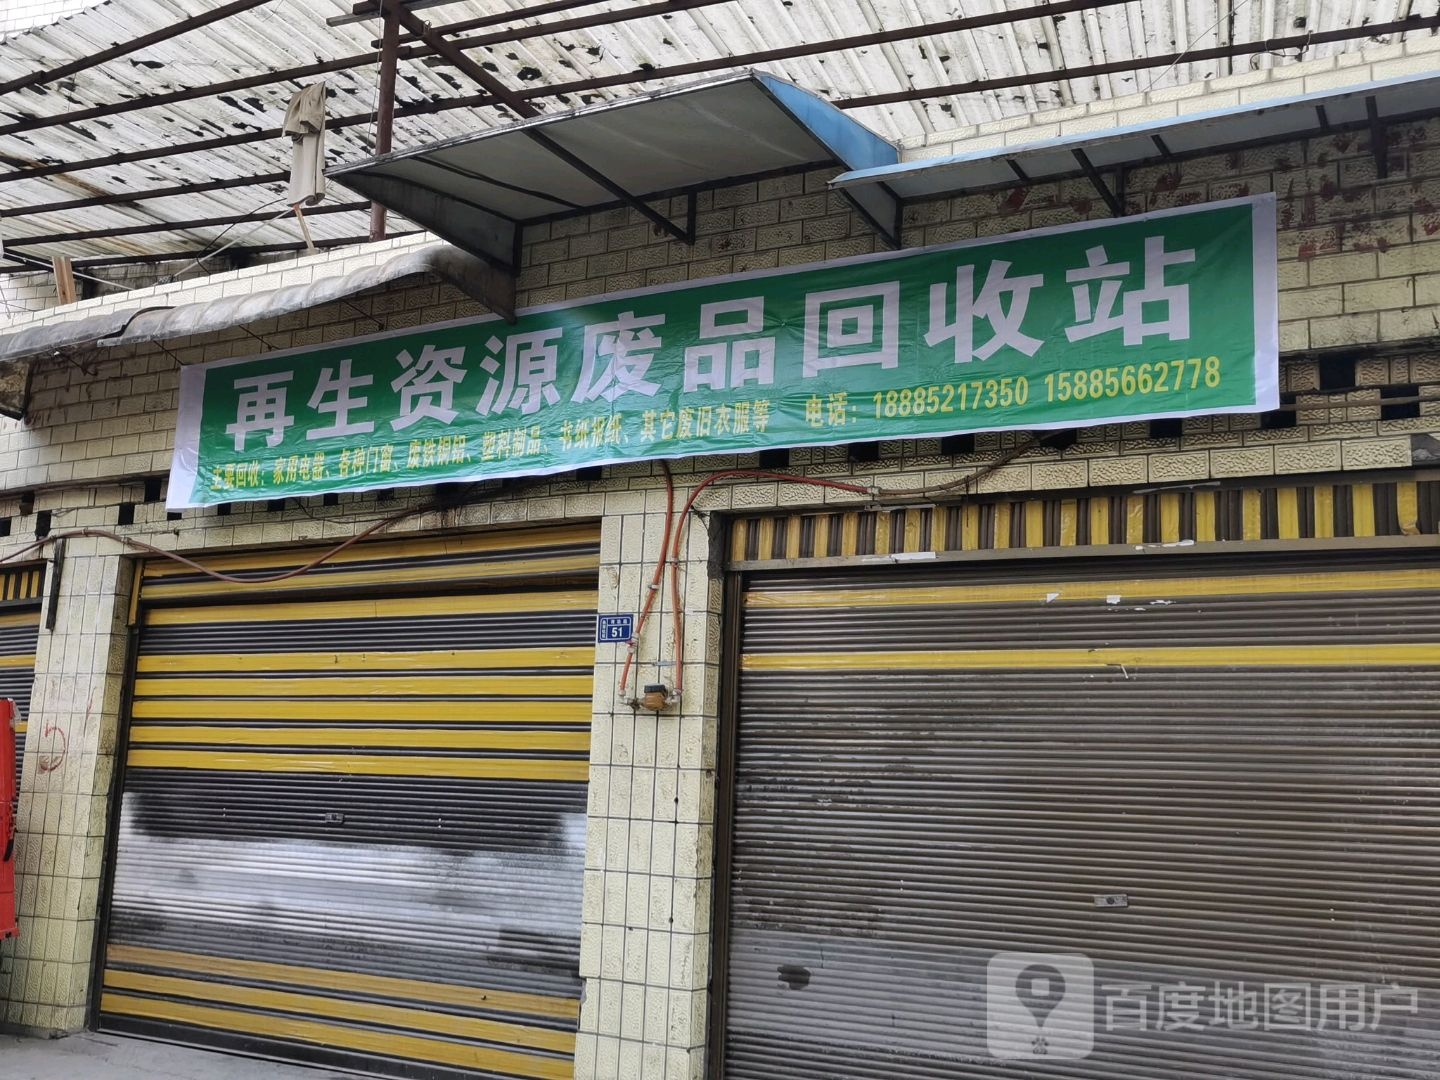 再生资源废品回收站
主要回收：家用电器、各种门窗、废铁铜铝、塑料制品、书纸报纸、其它废旧衣服等 电话：18885217350 15885662778
51
百度地图用户